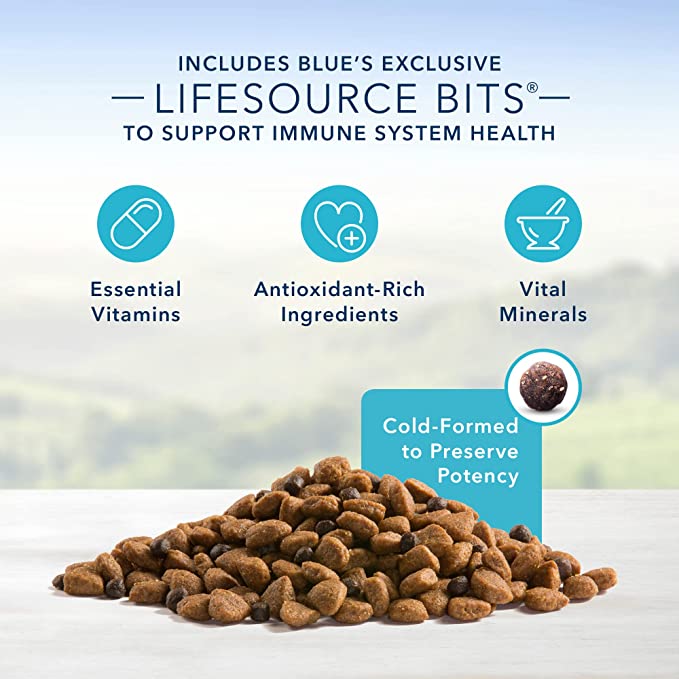 INCLUDES BLUE'S EXCLUSIVE
LIFESOURCE BITS®
TO SUPPORT IMMUNE SYSTEM HEALTH
Essential
Vitamins
Antioxidant-Rich
Ingredients
Vital
Minerals
Cold-Formed
to Preserve
Potency